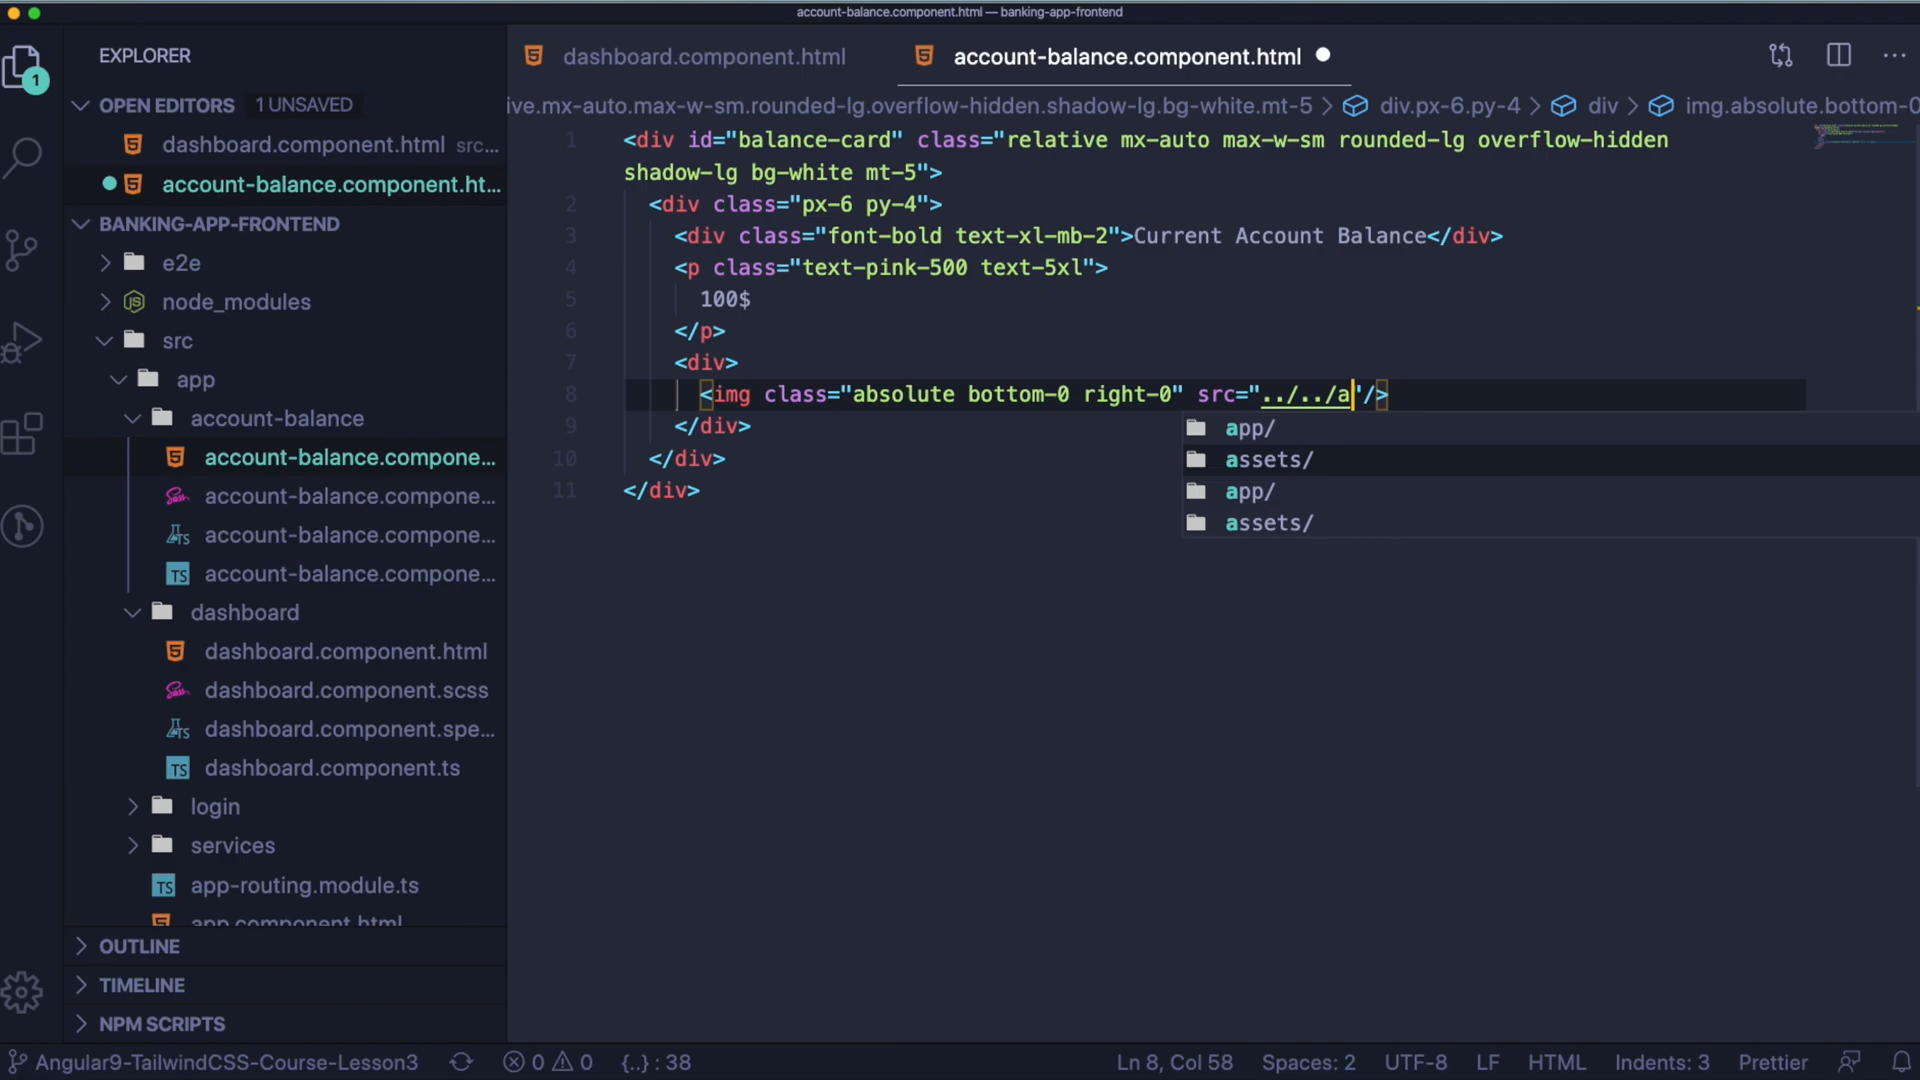 account-balance.component.html — banking-app-frontend
EXPLORER
1
OPEN EDITORS 1 UNSAVED
dashboard.component.html src...
account-balance.component.ht...
BANKING-APP-FRONTEND
e2e
node_modules
src
app
account-balance
account-balance.compone...
account-balance.compone...
account-balance.compone...
account-balance.compone...
dashboard
dashboard.component.html
dashboard.component.scss
dashboard.component.spe...
dashboard.component.ts
login
services
app-routing.module.ts
app.component.html
OUTLINE
TIMELINE
NPM SCRIPTS
dashboard.component.html
account-balance.component.html
ive.mx-auto.max-w-sm.rounded-lg.overflow-hidden.shadow-lg.bg-white.mt-5 > div.px-6.py-4 > div > img.absolute.bottom-0
1 <div id="balance-card" class="relative mx-auto max-w-sm rounded-lg overflow-hidden
shadow-lg bg-white mt-5">
2 <div class="px-6 py-4">
3 <div class="font-bold text-xl-mb-2">Current Account Balance</div>
4 <p class="text-pink-500 text-5xl">
5 100$
6 </p>
7 <div>
8 <img class="absolute bottom-0 right-0" src="../../a"/>
9 </div>
10 </div>
11 </div>
app/
assets/
app/
assets/
Angular9-TailwindCSS-Course-Lesson3 0 0 {..} : 38 Ln 8, Col 58 Spaces: 2 UTF-8 LF HTML Indents: 3 Prettier